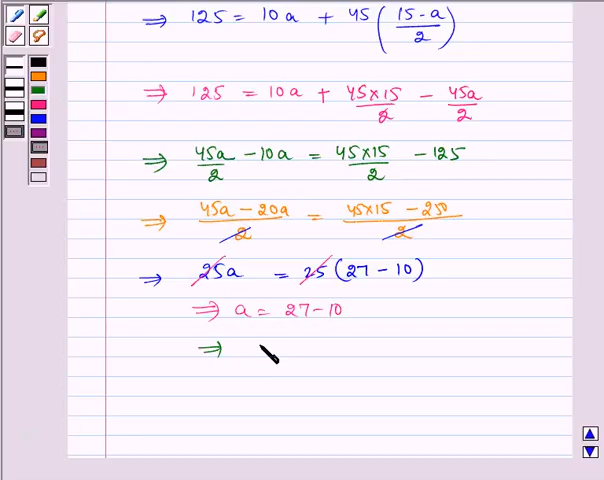 ⇒ 125 = 10a + 45 ( (15-a)/2 )
⇒ 125 = 10a + 45×15/2 - 45a/2
⇒ 45a/2 - 10a = 45×15/2 - 125
⇒ (45a - 20a)/2 = (45×15 - 250)/2
⇒ 25a = 25 (27 - 10)
⇒ a = 27-10
⇒